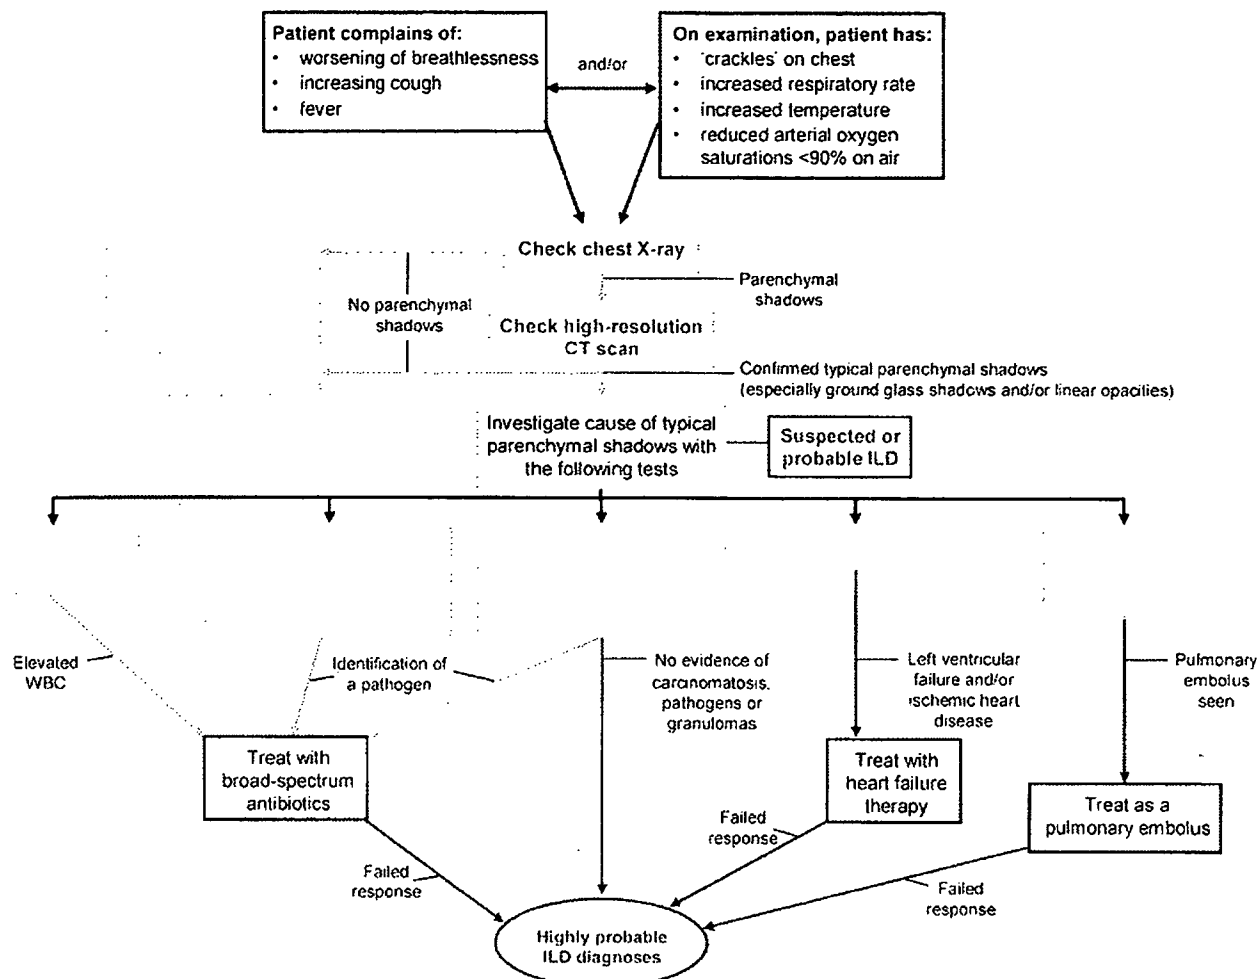 Patient complains of:
• worsening of breathlessness
• increasing cough
• fever
and/or
On examination, patient has:
• 'crackles' on chest
• increased respiratory rate
• increased temperature
• reduced arterial oxygen
saturations <90% on air
Check chest X-ray
No parenchymal
shadows
Parenchymal
shadows
Check high-resolution
CT scan
Confirmed typical parenchymal shadows
(especially ground glass shadows and/or linear opacities)
Investigate cause of typical
parenchymal shadows with
the following tests
Suspected or
probable ILD
Elevated
WBC
Identification of
a pathogen
No evidence of
carcinomatosis,
pathogens or
granulomas
Left ventricular
failure and/or
ischemic heart
disease
Pulmonary
embolus
seen
Treat with
broad-spectrum
antibiotics
Treat with
heart failure
therapy
Treat as a
pulmonary embolus
Failed
response
Failed
response
Failed
response
Highly probable
ILD diagnoses